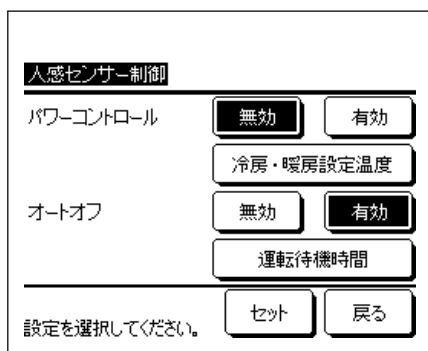 人感センサー制御
パワーコントロール 無効 有効
冷房・暖房設定温度
オートオフ 無効 有効
運転待機時間
設定を選択してください。 セット 戻る